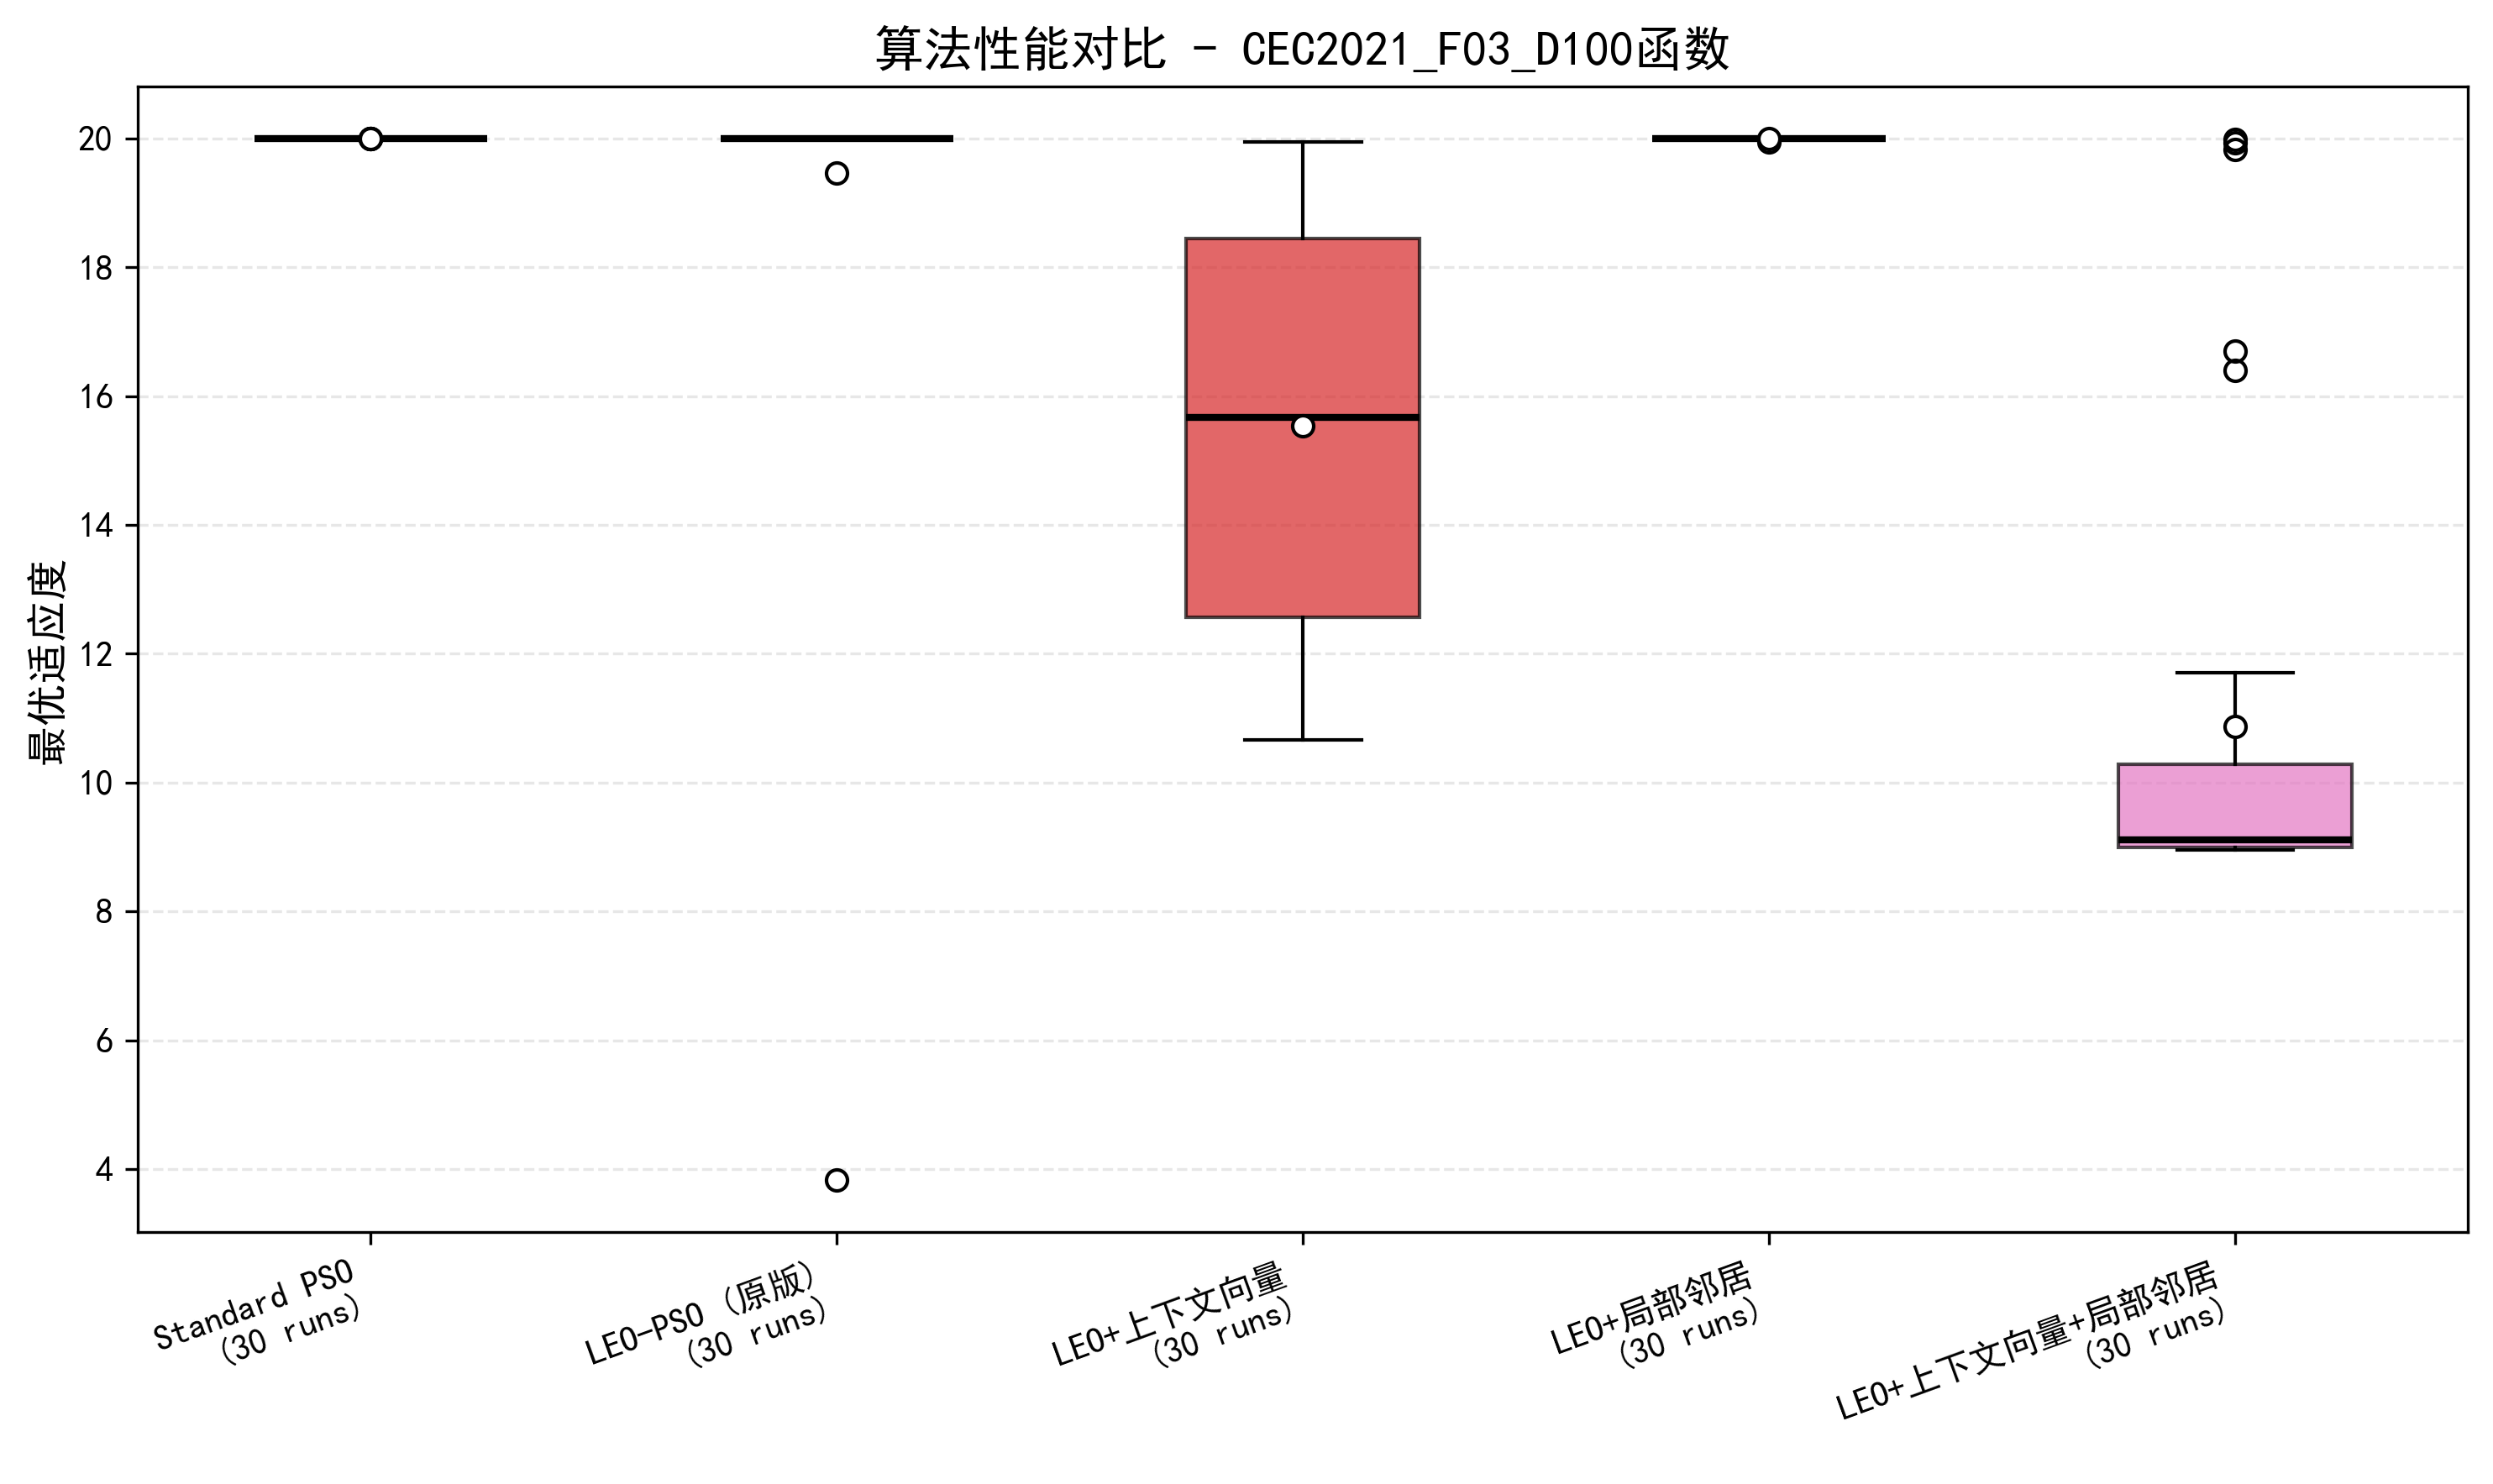 算法性能对比 - CEC2021_F03_D100函数
最优适应度
20
18
16
14
12
10
8
6
4
Standard PSO
(30 runs)
LEO-PSO (原版)
(30 runs)
LEO+上下文向量
(30 runs)
LEO+局部邻居
(30 runs)
LEO+上下文向量+局部邻居
(30 runs)